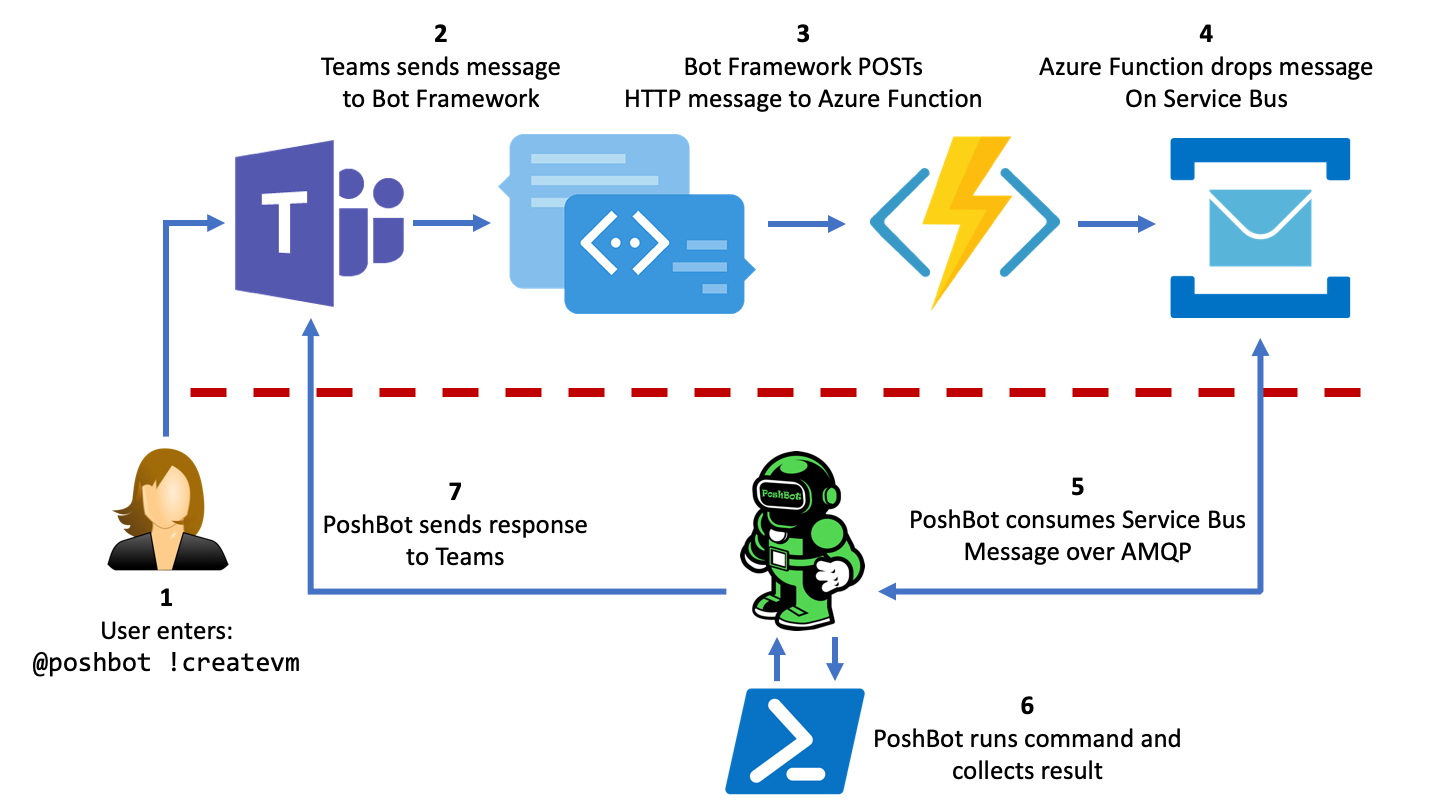 2
Teams sends message
to Bot Framework
3
Bot Framework POSTs
HTTP message to Azure Function
4
Azure Function drops message
On Service Bus
T
1
User enters:
@poshbot !createvm
7
PoshBot sends response
to Teams
PoshBot
5
PoshBot consumes Service Bus
Message over AMQP
6
PoshBot runs command and
collects result